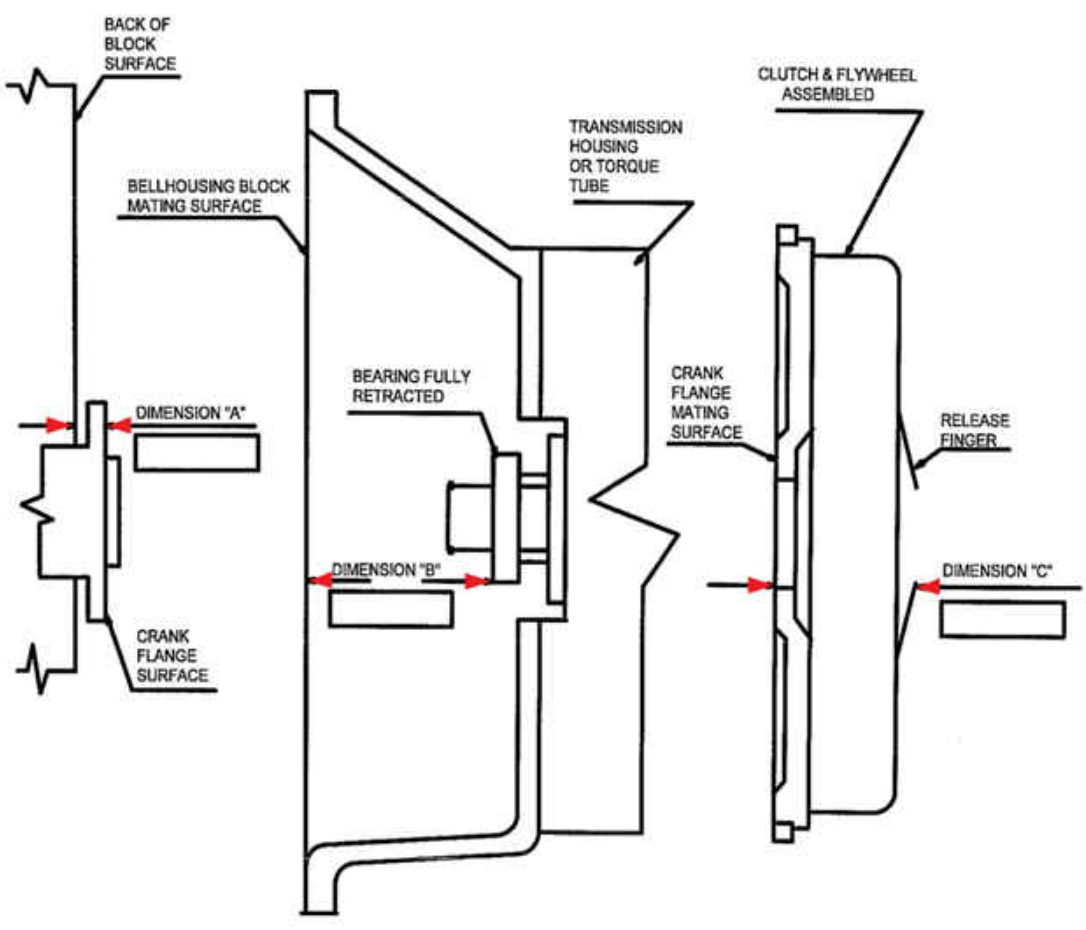 BACK OF
BLOCK
SURFACE
CLUTCH & FLYWHEEL
ASSEMBLED
TRANSMISSION
HOUSING
OR TORQUE
TUBE
BELLHOUSING BLOCK
MATING SURFACE
BEARING FULLY
RETRACTED
CRANK
FLANGE
MATING
SURFACE
DIMENSION "A"
RELEASE
FINGER
DIMENSION "B"
DIMENSION "C"
CRANK
FLANGE
SURFACE